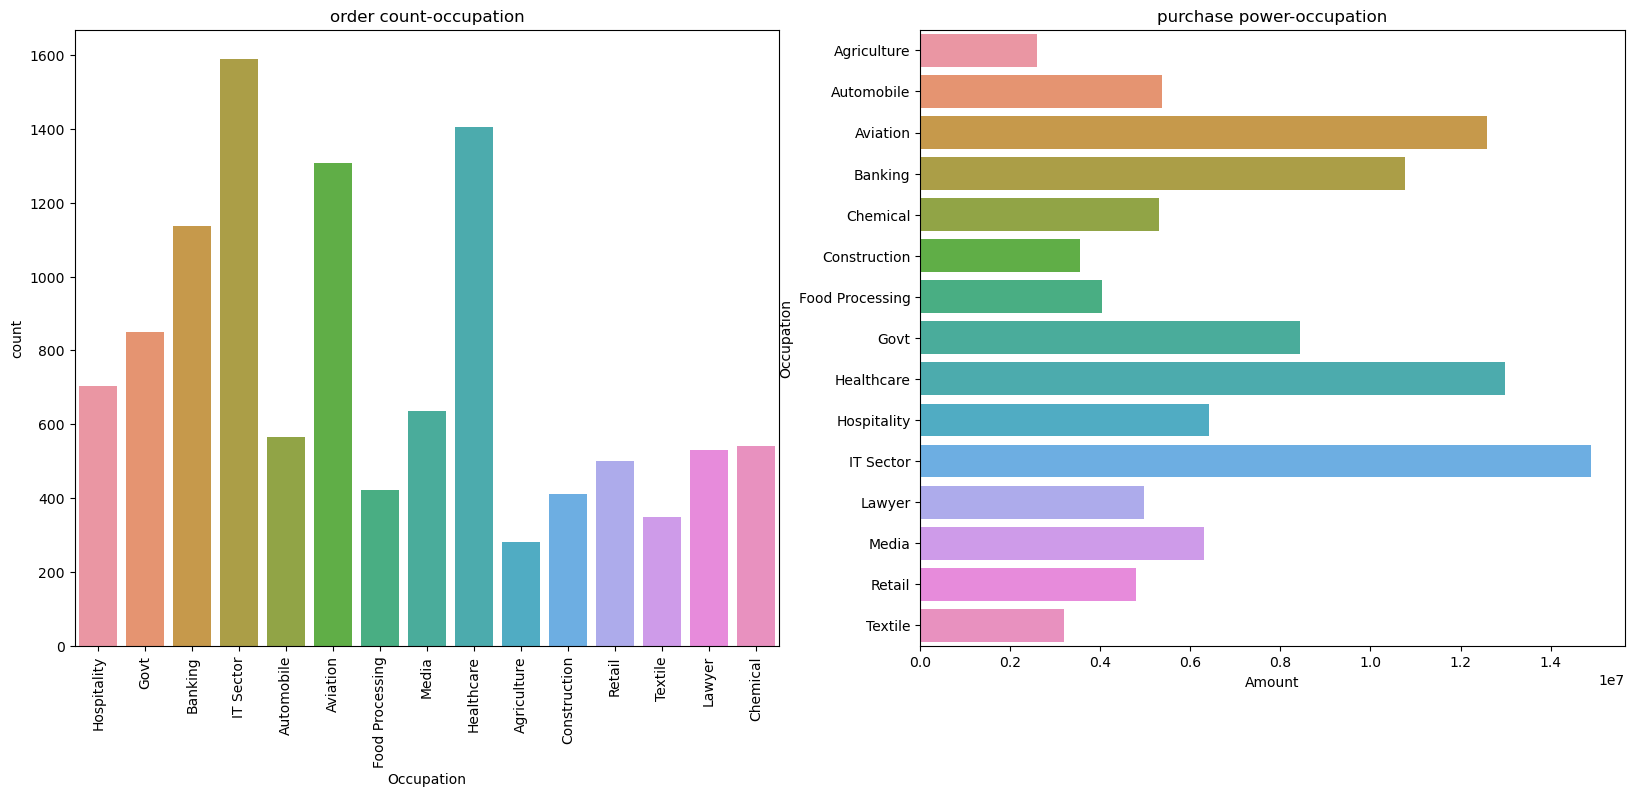 order count-occupation
count
1600
1400
1200
1000
800
600
400
200
0
Hospitality
Govt
Banking
IT Sector
Automobile
Aviation
Food Processing
Media
Healthcare
Agriculture
Construction
Retail
Textile
Lawyer
Chemical
Occupation
purchase power-occupation
Occupation
Agriculture
Automobile
Aviation
Banking
Chemical
Construction
Food Processing
Govt
Healthcare
Hospitality
IT Sector
Lawyer
Media
Retail
Textile
0.0 0.2 0.4 0.6 0.8 1.0 1.2 1.4
1e7
Amount